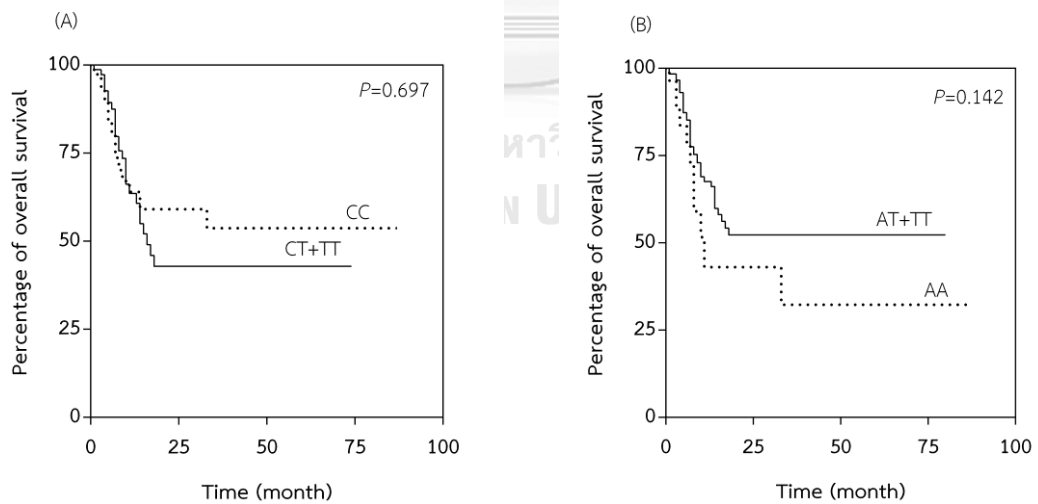 (A)
100
75
50
25
0
Percentage of overall survival
P=0.697
CC
CT+TT
0 25 50 75 100
Time (month)
(B)
100
75
50
25
0
Percentage of overall survival
P=0.142
AT+TT
AA
0 25 50 75 100
Time (month)